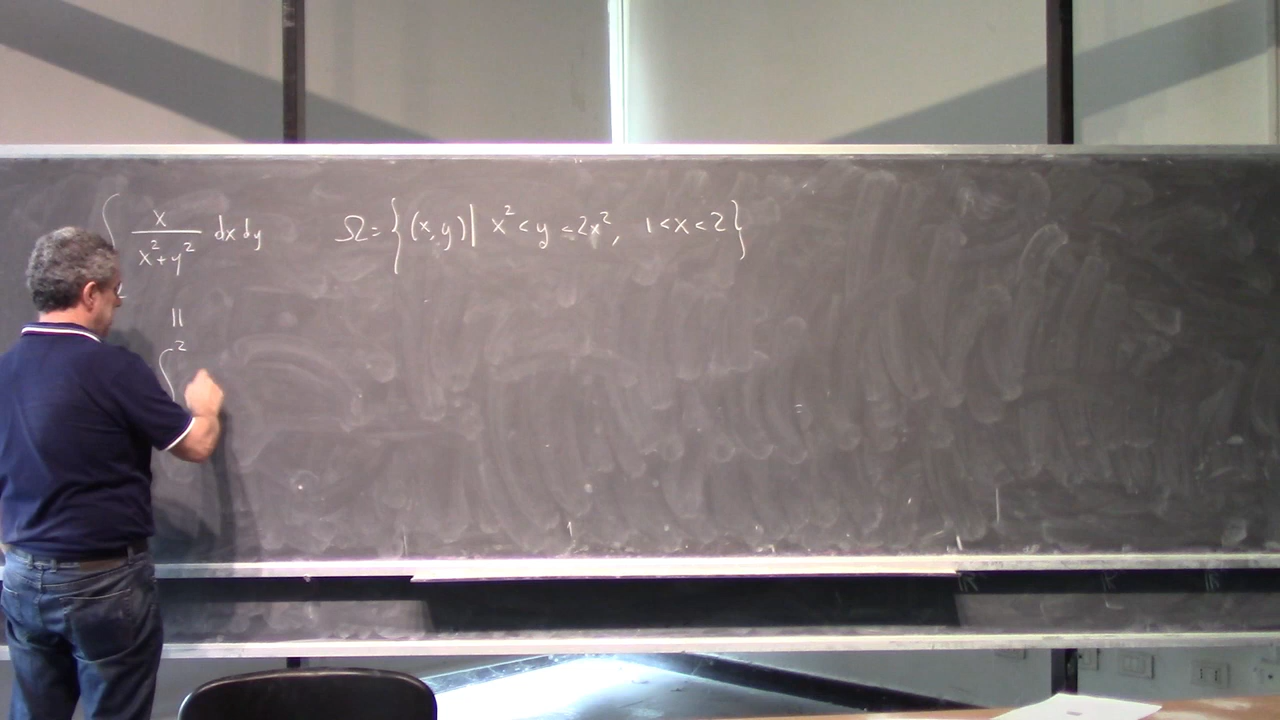 ∫ x/(x²+y²) dx dy Ω = { (x,y) | x² < y < 2x², 1 < x < 2 }
||
∫²